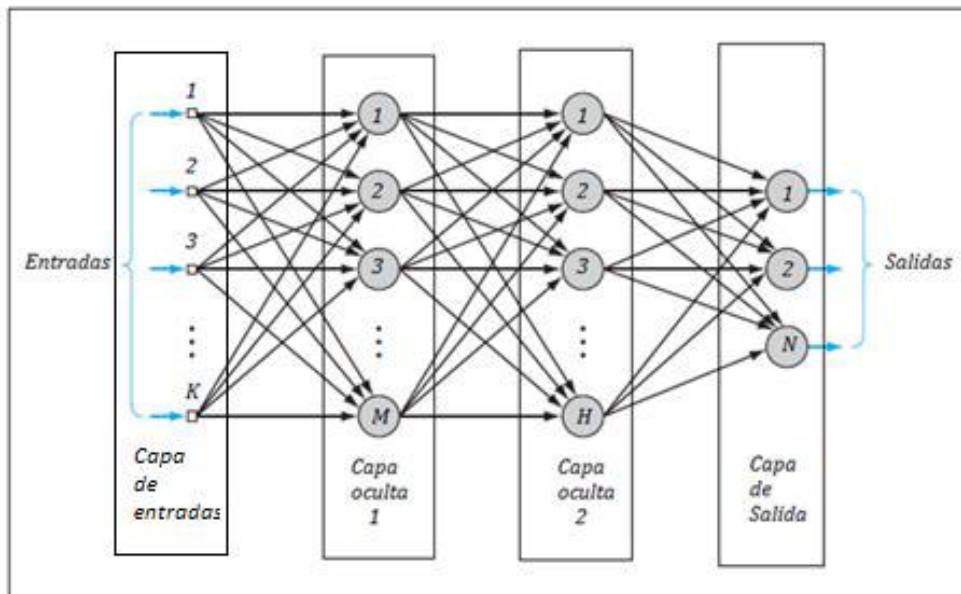 1
2
3
K
Entradas
Capa
de
entradas
1
2
3
M
Capa
oculta
1
1
2
3
H
Capa
oculta
2
1
2
N
Capa
de
Salida
Salidas